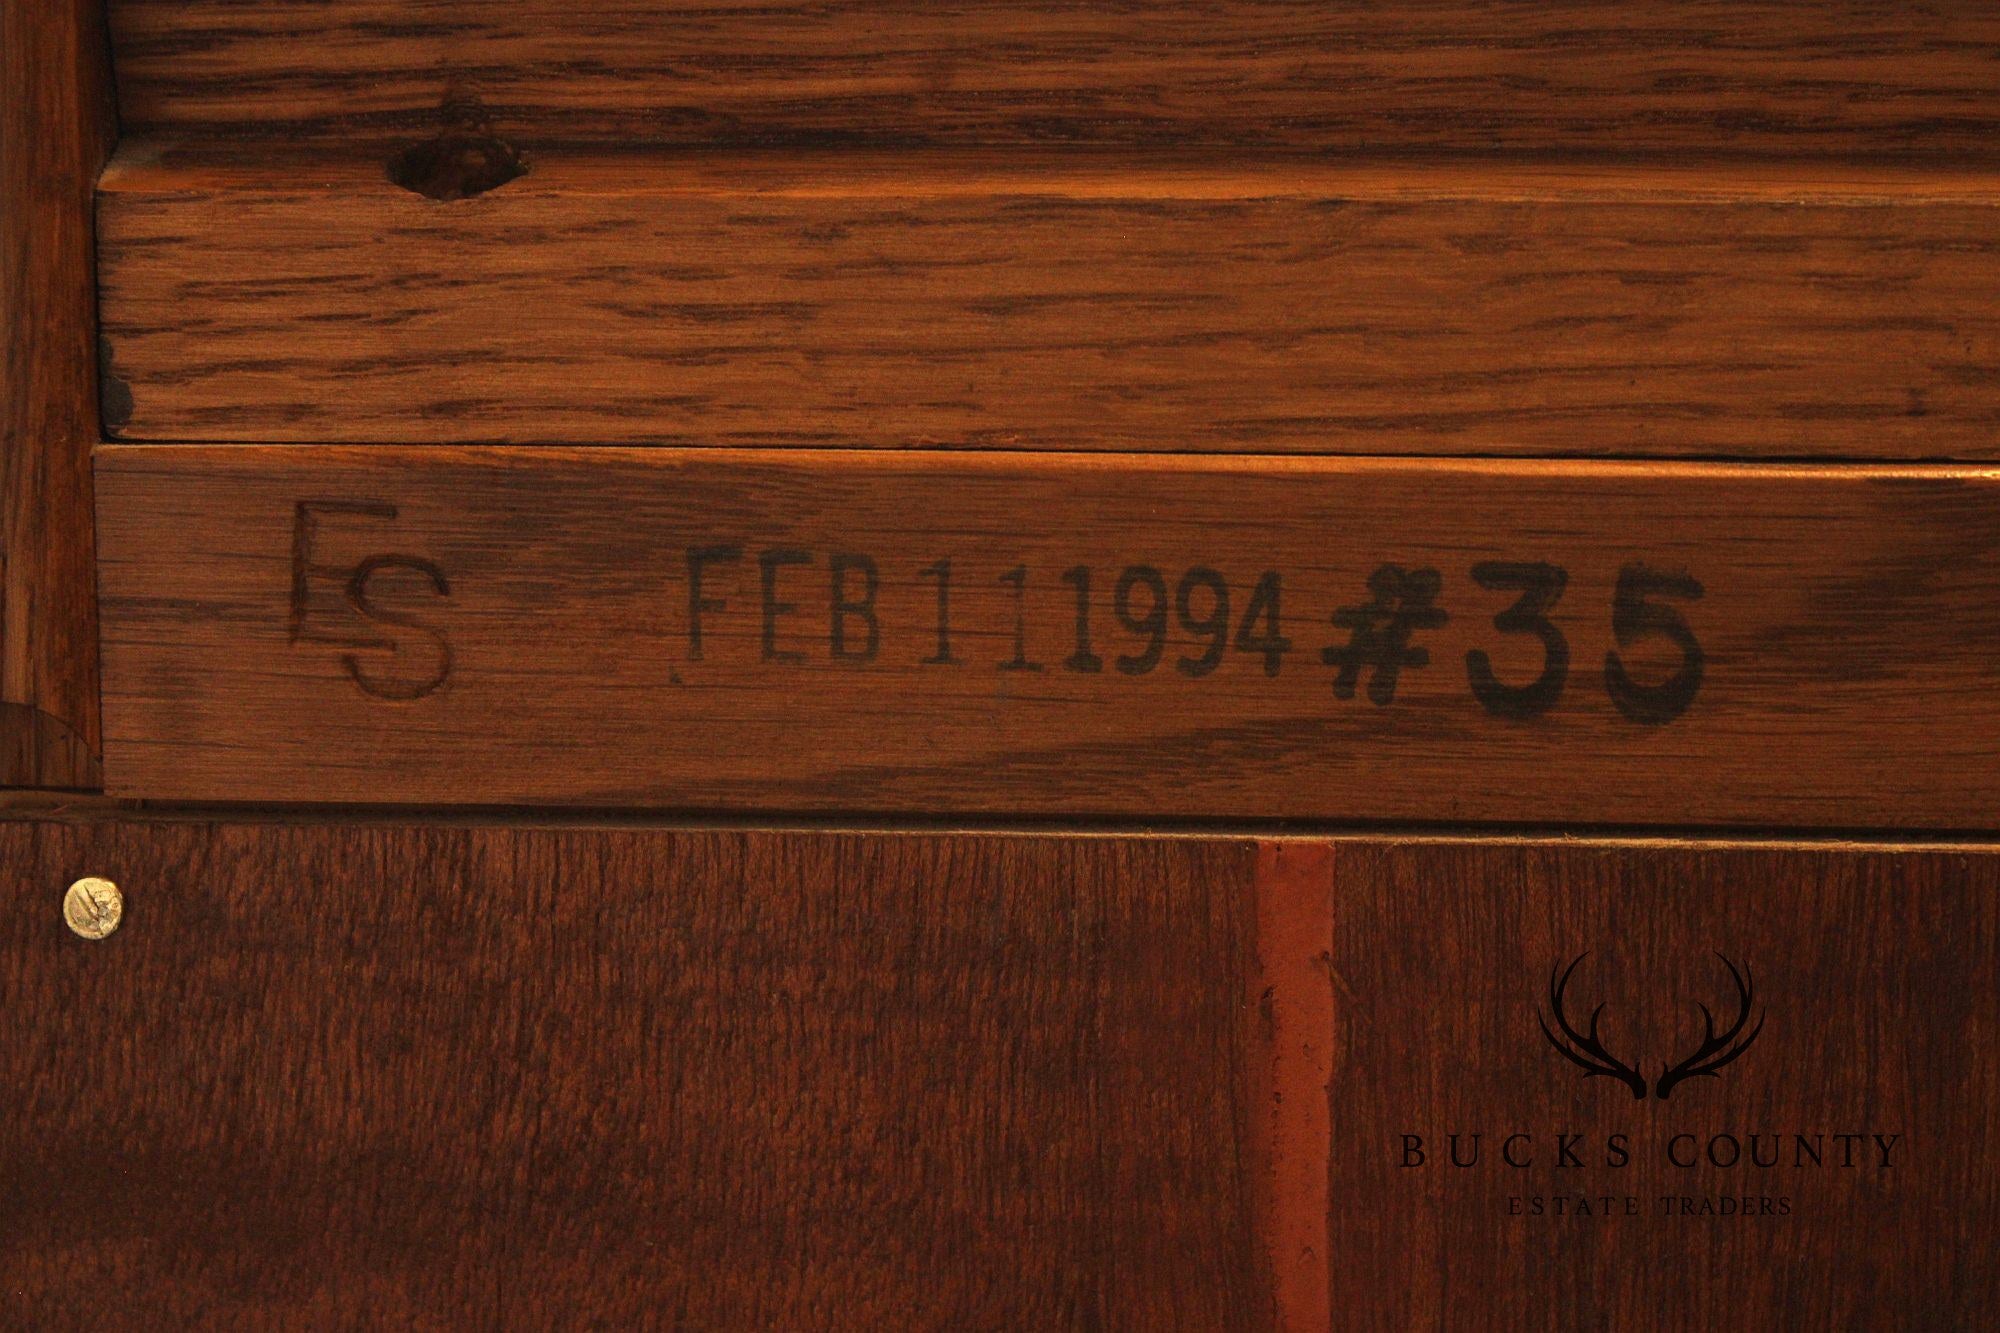 ES FEB 11 1994 #35
BUCKS COUNTY
ESTATE TRADERS